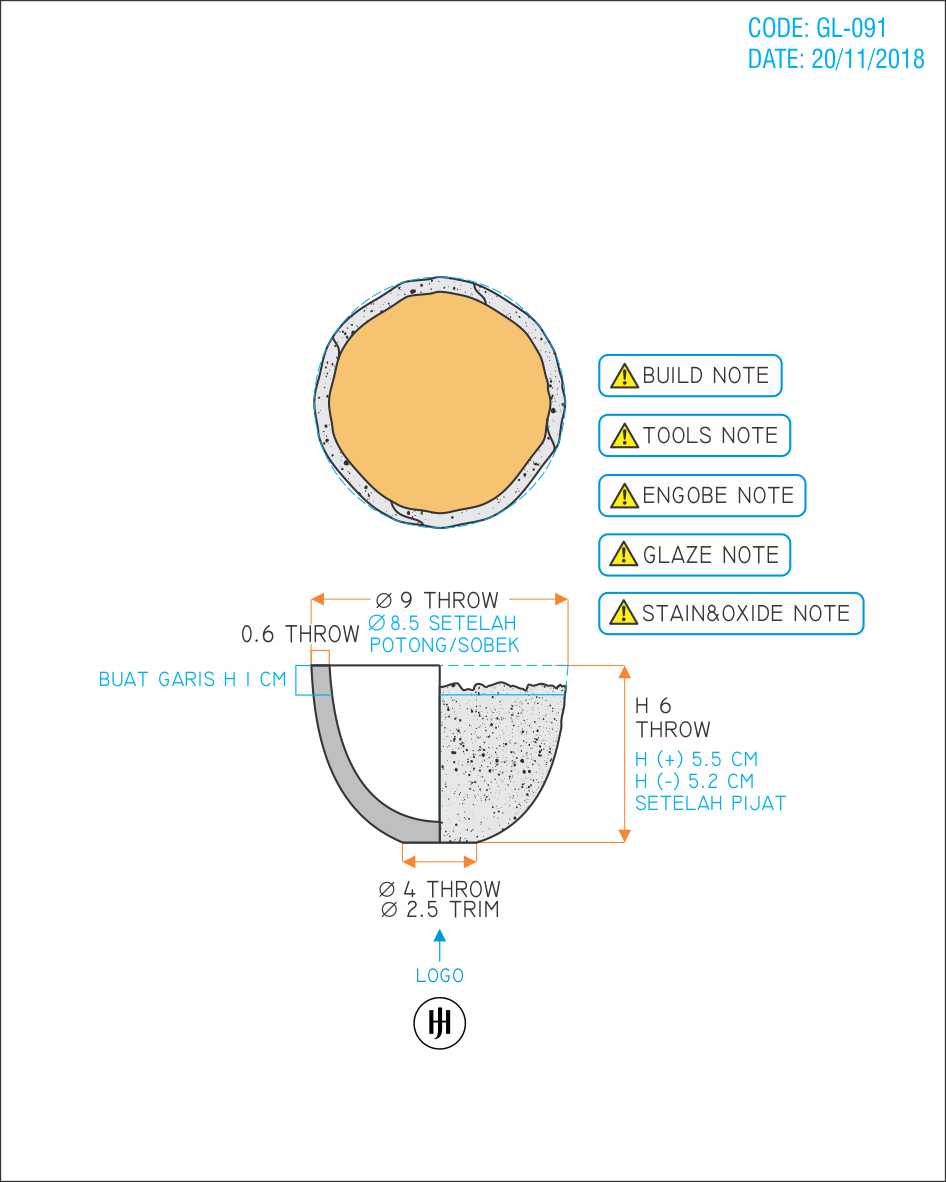 CODE: GL-091
DATE: 20/11/2018
BUILD NOTE
TOOLS NOTE
ENGOBE NOTE
GLAZE NOTE
STAIN&OXIDE NOTE
Ø 9 THROW
Ø 8.5 SETELAH
POTONG/SOBEK
0.6 THROW
BUAT GARIS H 1 CM
H 6
THROW
H (+) 5.5 CM
H (-) 5.2 CM
SETELAH PIJAT
Ø 4 THROW
Ø 2.5 TRIM
LOGO